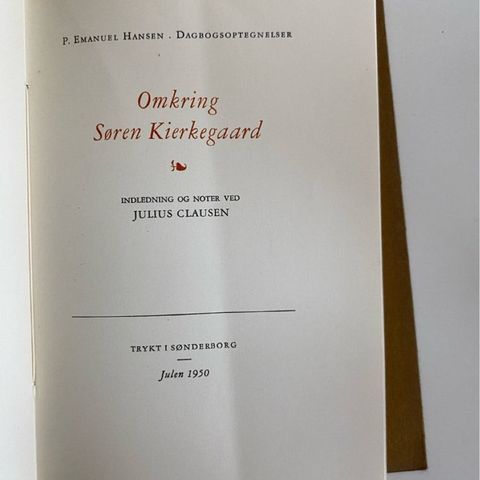 P. EMANUEL HANSEN . DAGBOGSOPTEGNELSER
Omkring
Søren Kierkegaard
INDLEDNING OG NOTER VED
JULIUS CLAUSEN
TRYKT I SØNDERBORG
Julen 1950